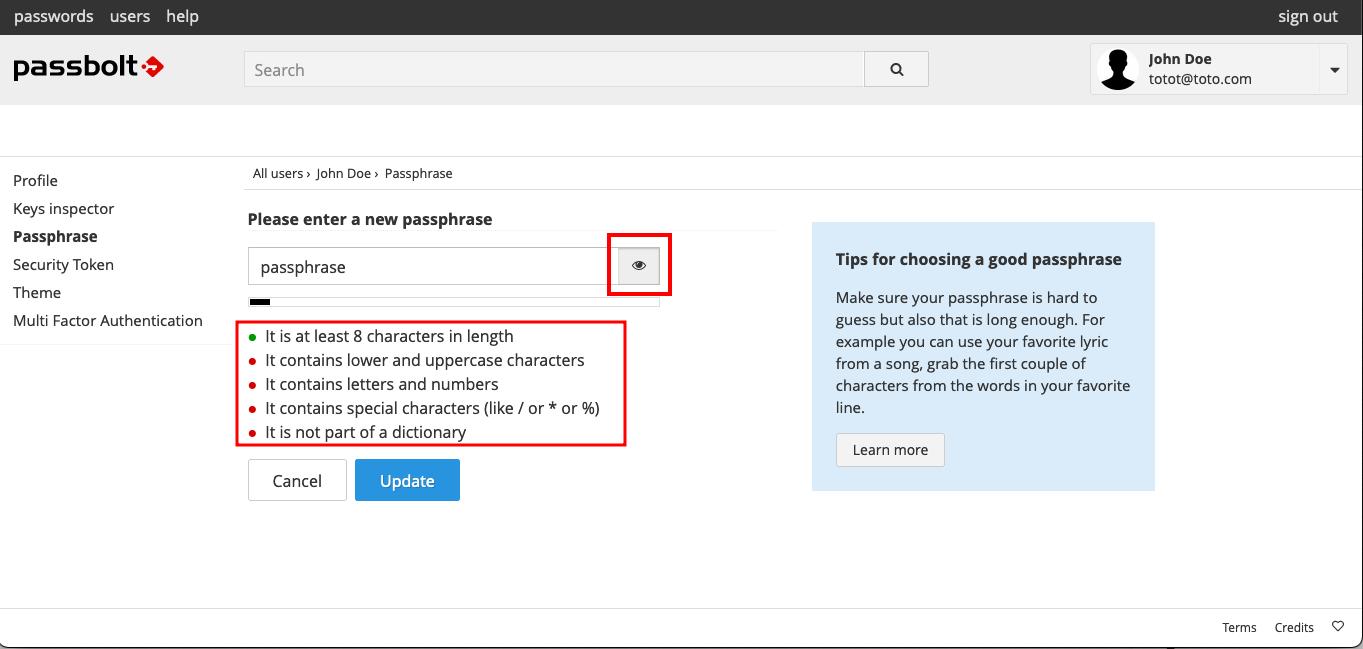 passwords users help sign out
passbolt
Search
John Doe
totot@toto.com
All users › John Doe › Passphrase
Profile
Keys inspector
Passphrase
Security Token
Theme
Multi Factor Authentication
Please enter a new passphrase
passphrase
It is at least 8 characters in length
It contains lower and uppercase characters
It contains letters and numbers
It contains special characters (like / or * or %)
It is not part of a dictionary
Cancel Update
Tips for choosing a good passphrase
Make sure your passphrase is hard to
guess but also that is long enough. For
example you can use your favorite lyric
from a song, grab the first couple of
characters from the words in your favorite
line.
Learn more
Terms Credits